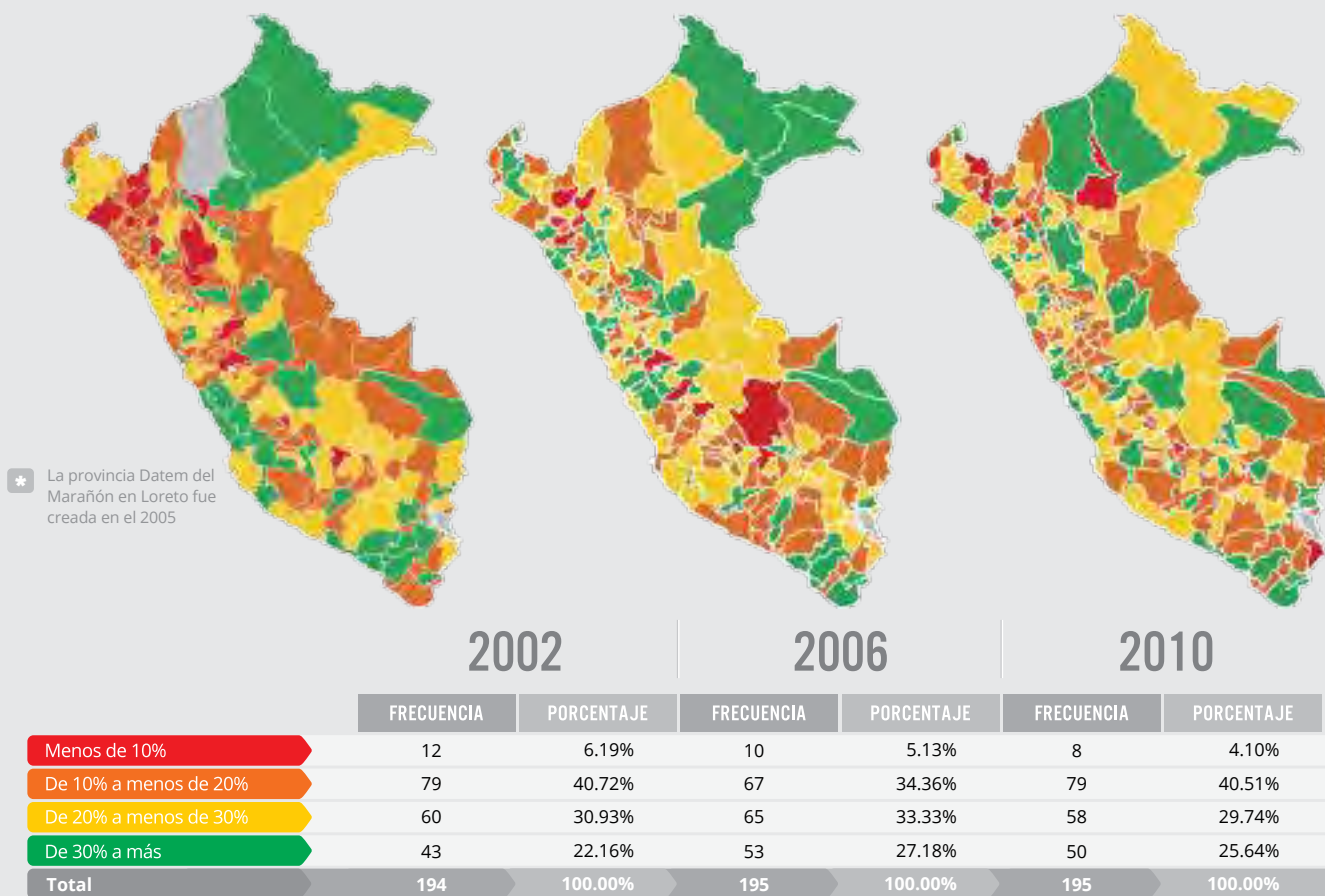 * La provincia Datem del
Marañón en Loreto fue
creada en el 2005
2002 2006 2010
FRECUENCIA PORCENTAJE FRECUENCIA PORCENTAJE FRECUENCIA PORCENTAJE
Menos de 10% 12 6.19% 10 5.13% 8 4.10%
De 10% a menos de 20% 79 40.72% 67 34.36% 79 40.51%
De 20% a menos de 30% 60 30.93% 65 33.33% 58 29.74%
De 30% a más 43 22.16% 53 27.18% 50 25.64%
Total 194 100.00% 195 100.00% 195 100.00%